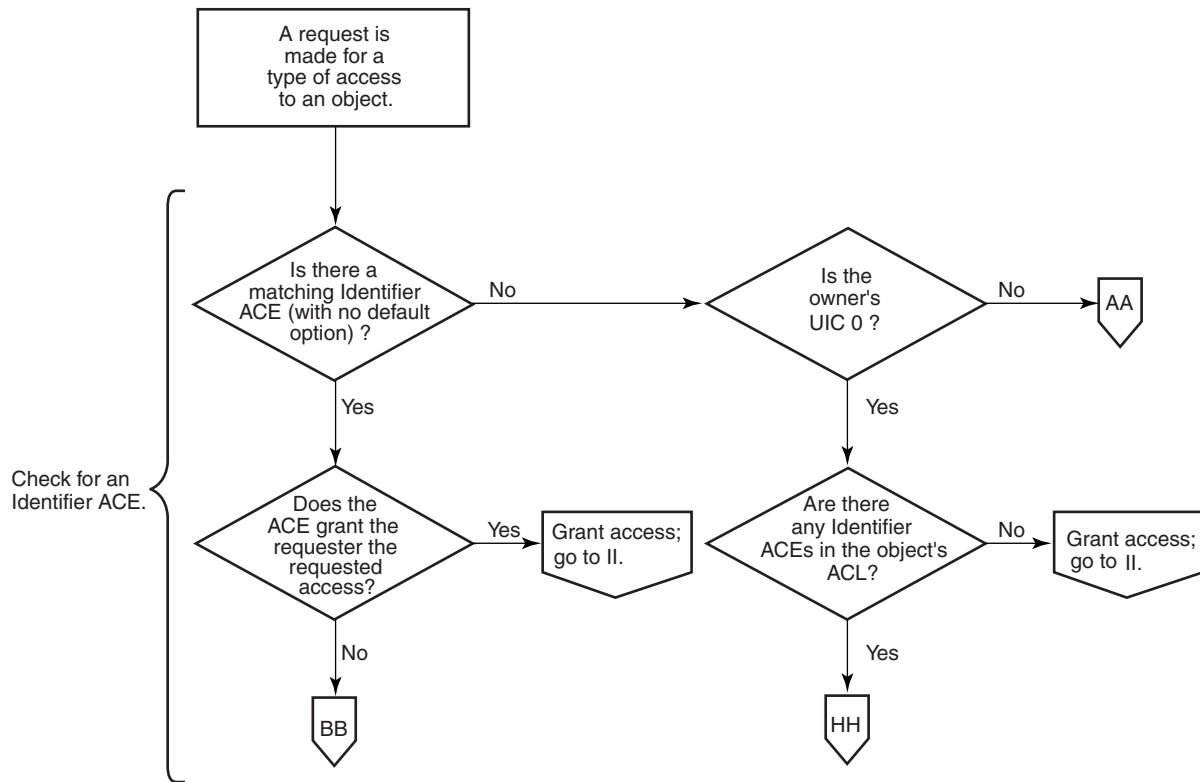 A request is
made for a
type of access
to an object.
Is there a
matching Identifier
ACE (with no default
option) ?
No
Is the
owner's
UIC 0 ?
No
AA
Yes
Yes
Check for an
Identifier ACE.
Does the
ACE grant the
requester the
requested
access?
Yes
Grant access;
go to II.
Are there
any Identifier
ACEs in the object's
ACL?
No
Grant access;
go to II.
No
Yes
BB
HH